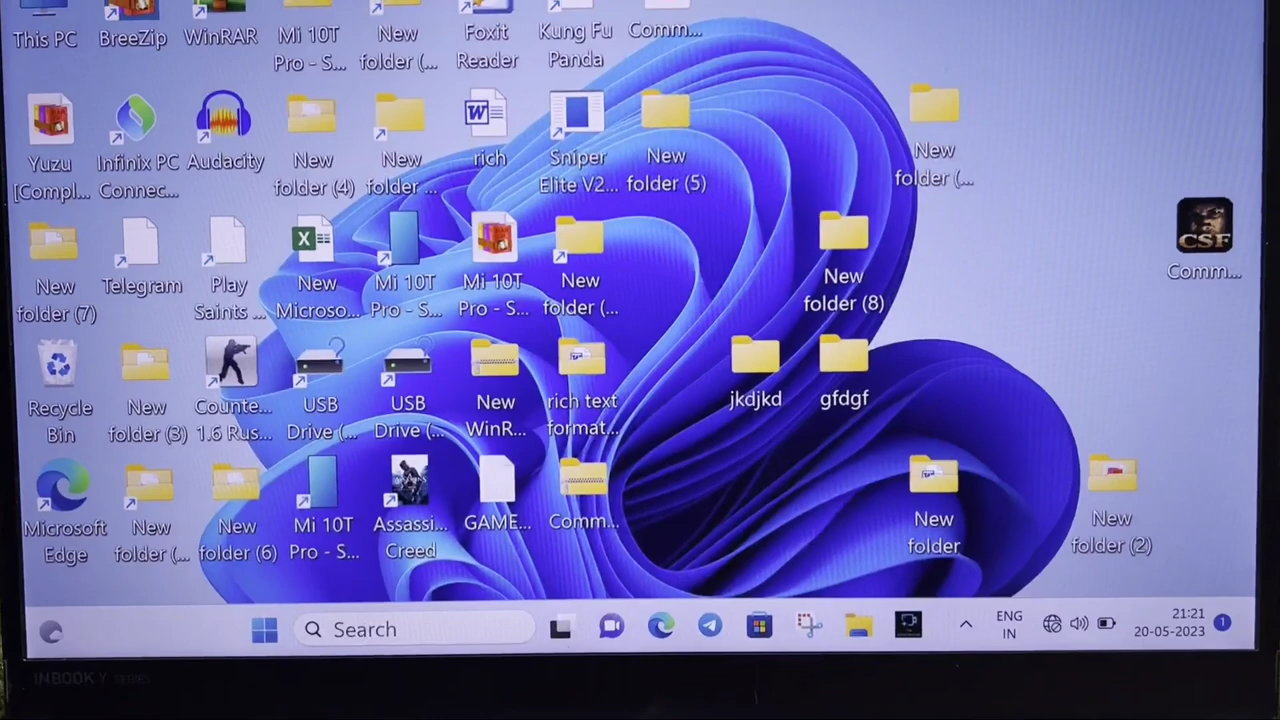 This PC
BreeZip
WinRAR
Mi 10T
Pro - S...
New
folder (...
Foxit
Reader
Kung Fu
Panda
Comm...
Yuzu
[Compl...
Infinix PC
Connec...
Audacity
New
folder (4)
New
folder ...
rich
Sniper
Elite V2...
New
folder (5)
New
folder (...
New
folder (7)
Telegram
Play
Saints ...
New
Microso...
Mi 10T
Pro - S...
Mi 10T
Pro - S...
New
folder (...
New
folder (8)
CSF
Comm...
Recycle
Bin
New
folder (3)
Counte...
1.6 Rus...
USB
Drive (...
USB
Drive (...
New
WinR...
rich text
format...
jkdjkd
gfdgf
Microsoft
Edge
New
folder (...
New
folder (6)
Mi 10T
Pro - S...
Assassi...
Creed
GAME...
Comm...
New
folder
New
folder (2)
Search
ENG
IN
21:21
20-05-2023
1
INBOOK Y SERIES